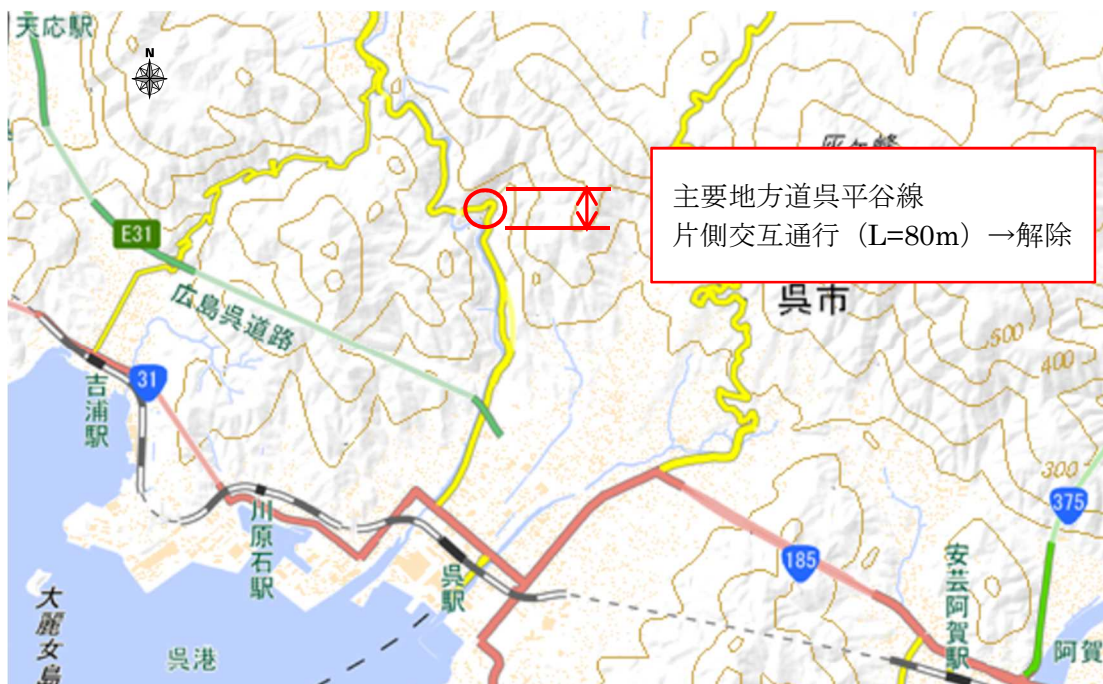 天応駅
N
主要地方道呉平谷線
片側交互通行（L=80m）→解除
E31
広島呉道路
呉市
500
400
300
31
吉浦駅
川原石駅
呉駅
375
185
安芸阿賀駅
阿賀
大麗女島
呉港